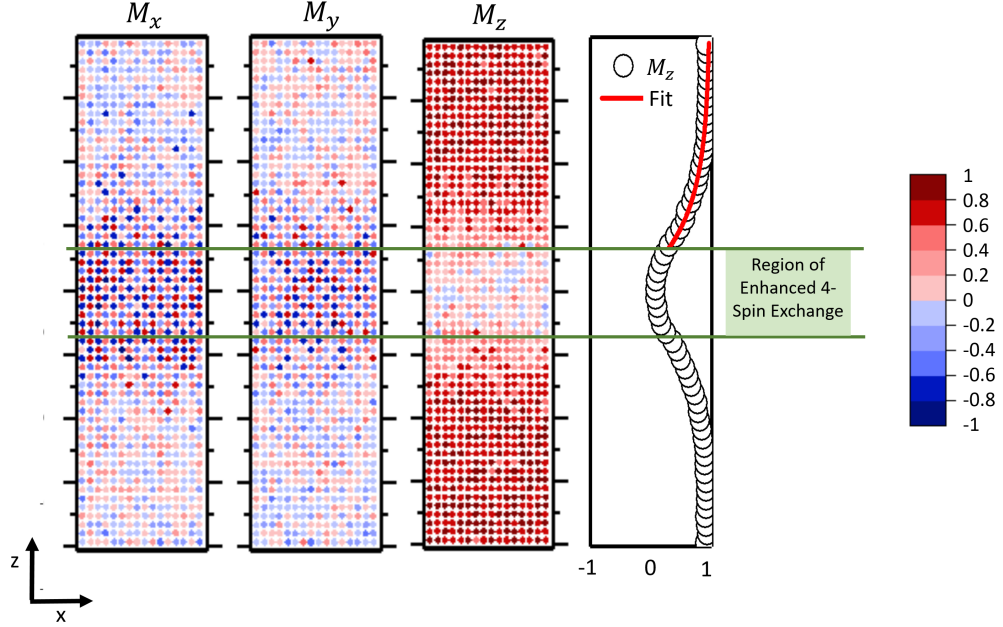 Mx
My
Mz
Mz
Fit
Region of
Enhanced 4-
Spin Exchange
1
0.8
0.6
0.4
0.2
0
-0.2
-0.4
-0.6
-0.8
-1
-1
0
1
z
x